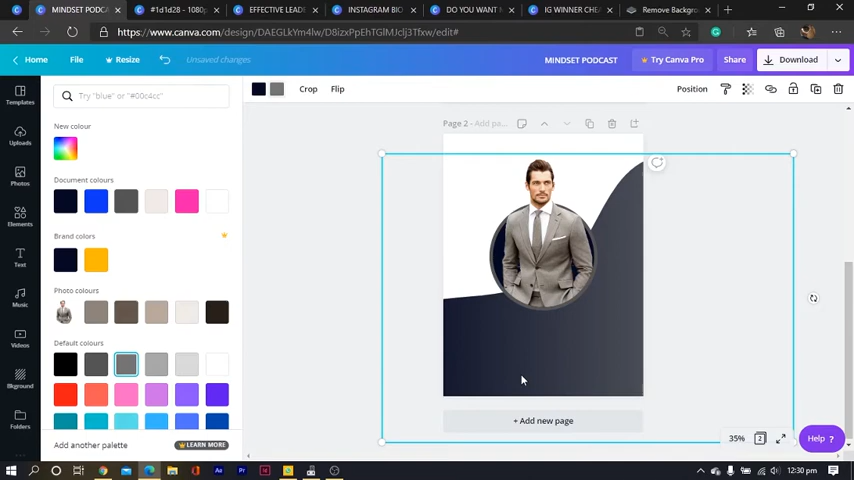 MINDSET PODCA
#1d1d28 - 1080p
EFFECTIVE LEADE
INSTAGRAM BIO
DO YOU WANT M
IG WINNER CHEA
Remove Backgro
https://www.canva.com/design/DAEGLkYm4lw/D8izxPpEhTGlMJclj3Tfxw/edit#
Home
File
Resize
Unsaved changes
MINDSET PODCAST
Try Canva Pro
Share
Download
Templates
Try "blue" or "#00c4cc"
Crop
Flip
Position
New colour
Page 2 - Add pa...
Uploads
Document colours
Photos
Elements
Brand colors
Text
Photo colours
Music
Default colours
Videos
Bkground
Folders
+ Add new page
Add another palette
LEARN MORE
35%
2
Help ?
12:30 pm